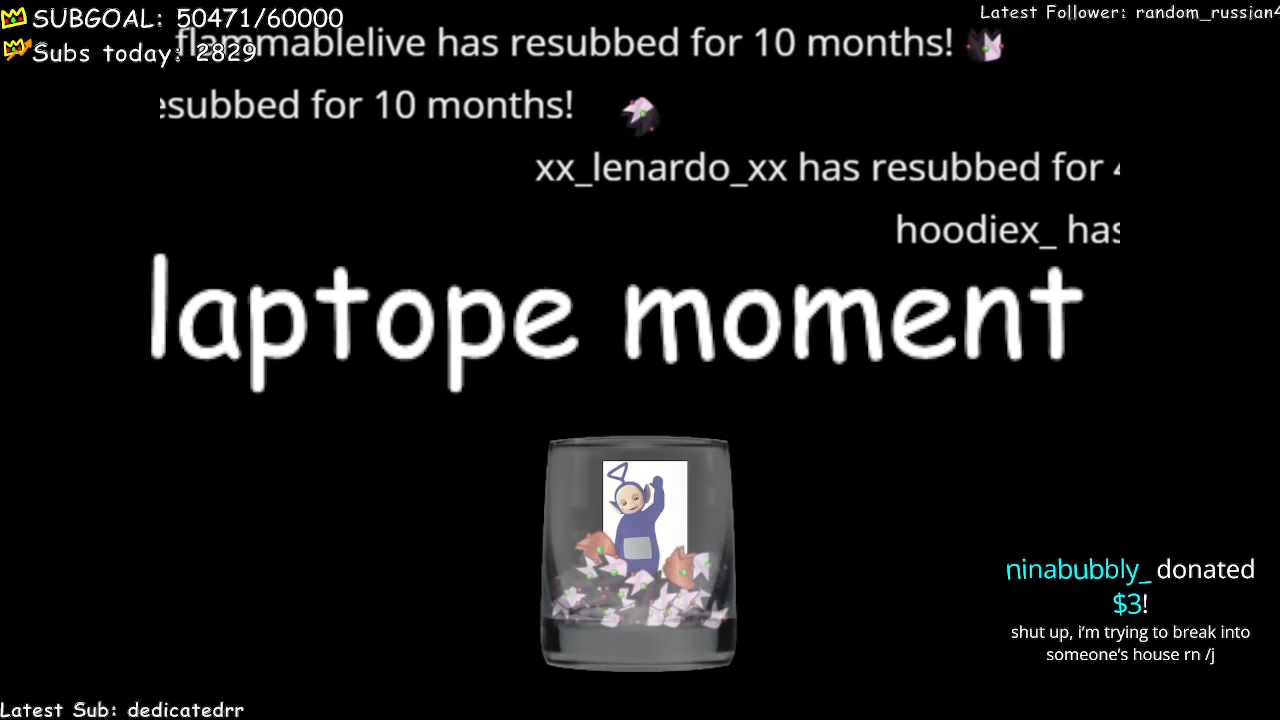 SUBGOAL: 50471/60000
Latest Follower: random_russian4
Subs today: 2829
flammablelive has resubbed for 10 months!
esubbed for 10 months!
xx_lenardo_xx has resubbed for
hoodiex_ has
laptope moment
ninabubbly_ donated
$3!
shut up, i'm trying to break into
someone's house rn /j
Latest Sub: dedicatedrr